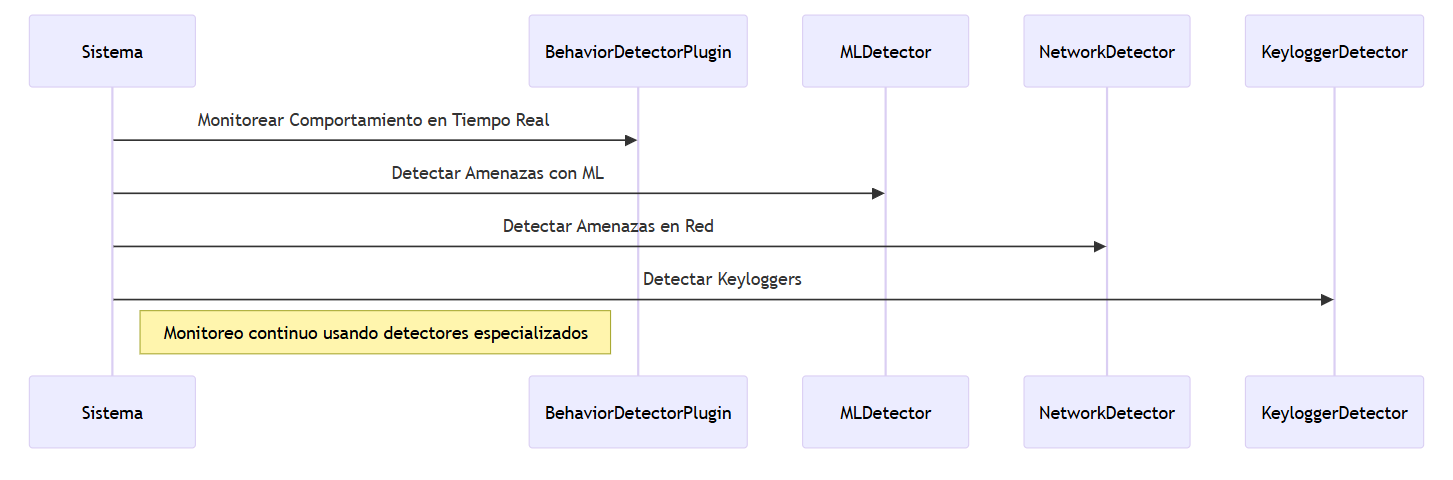 Sistema
BehaviorDetectorPlugin
MLDetector
NetworkDetector
KeyloggerDetector
Monitorear Comportamiento en Tiempo Real
Detectar Amenazas con ML
Detectar Amenazas en Red
Detectar Keyloggers
Monitoreo continuo usando detectores especializados
Sistema
BehaviorDetectorPlugin
MLDetector
NetworkDetector
KeyloggerDetector